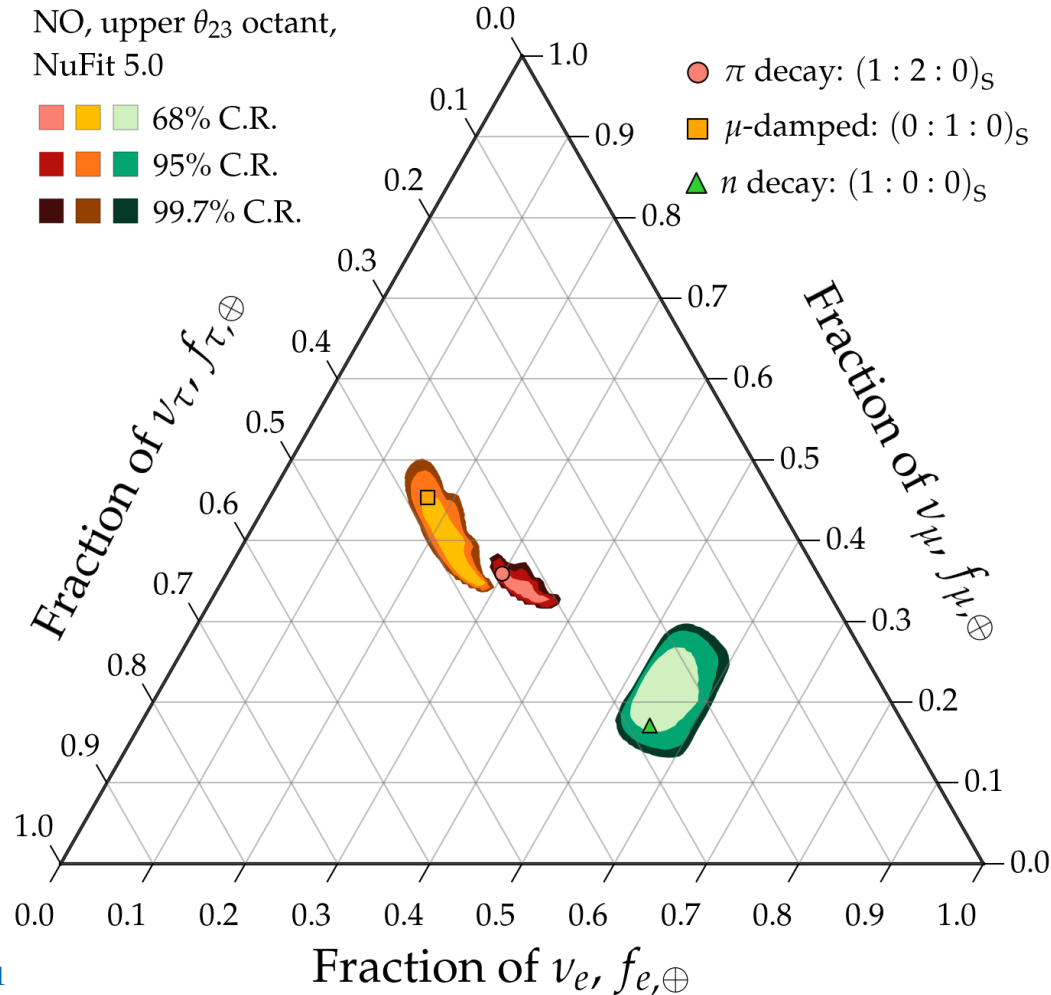 NO, upper θ₂₃ octant,
NuFit 5.0
68% C.R.
95% C.R.
99.7% C.R.
π decay: (1 : 2 : 0)S
μ-damped: (0 : 1 : 0)S
n decay: (1 : 0 : 0)S
Fraction of ντ, fτ,⊕
0.0
0.1
0.2
0.3
0.4
0.5
0.6
0.7
0.8
0.9
1.0
Fraction of νμ, fμ,⊕
1.0
0.9
0.8
0.7
0.6
0.5
0.4
0.3
0.2
0.1
0.0
0.0 0.1 0.2 0.3 0.4 0.5 0.6 0.7 0.8 0.9 1.0
Fraction of νe, fe,⊕